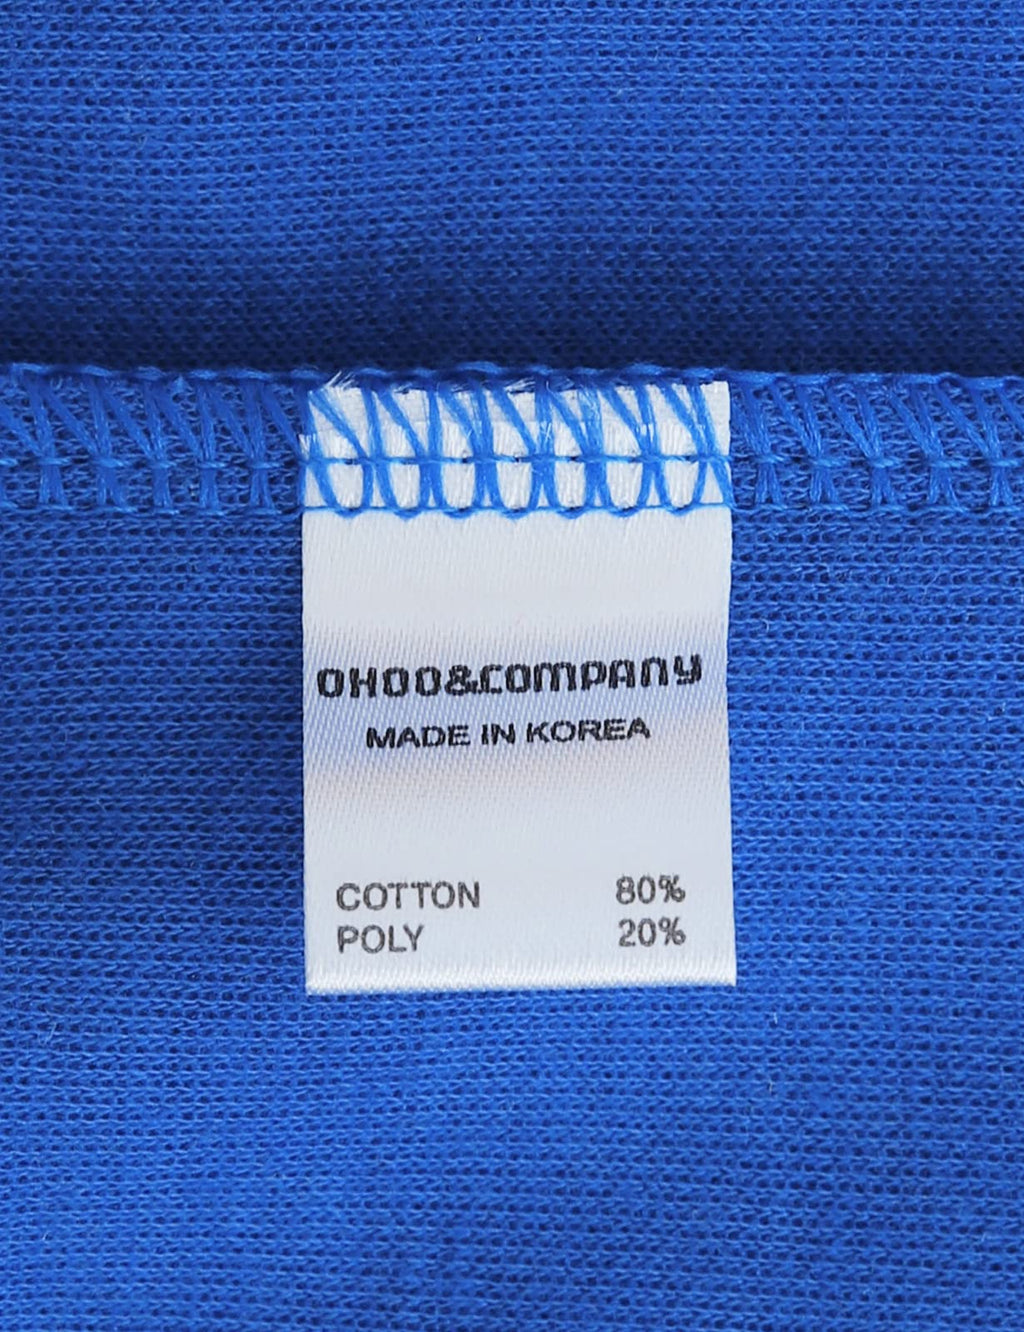 OHOO&COMPANY
MADE IN KOREA
COTTON 80%
POLY 20%